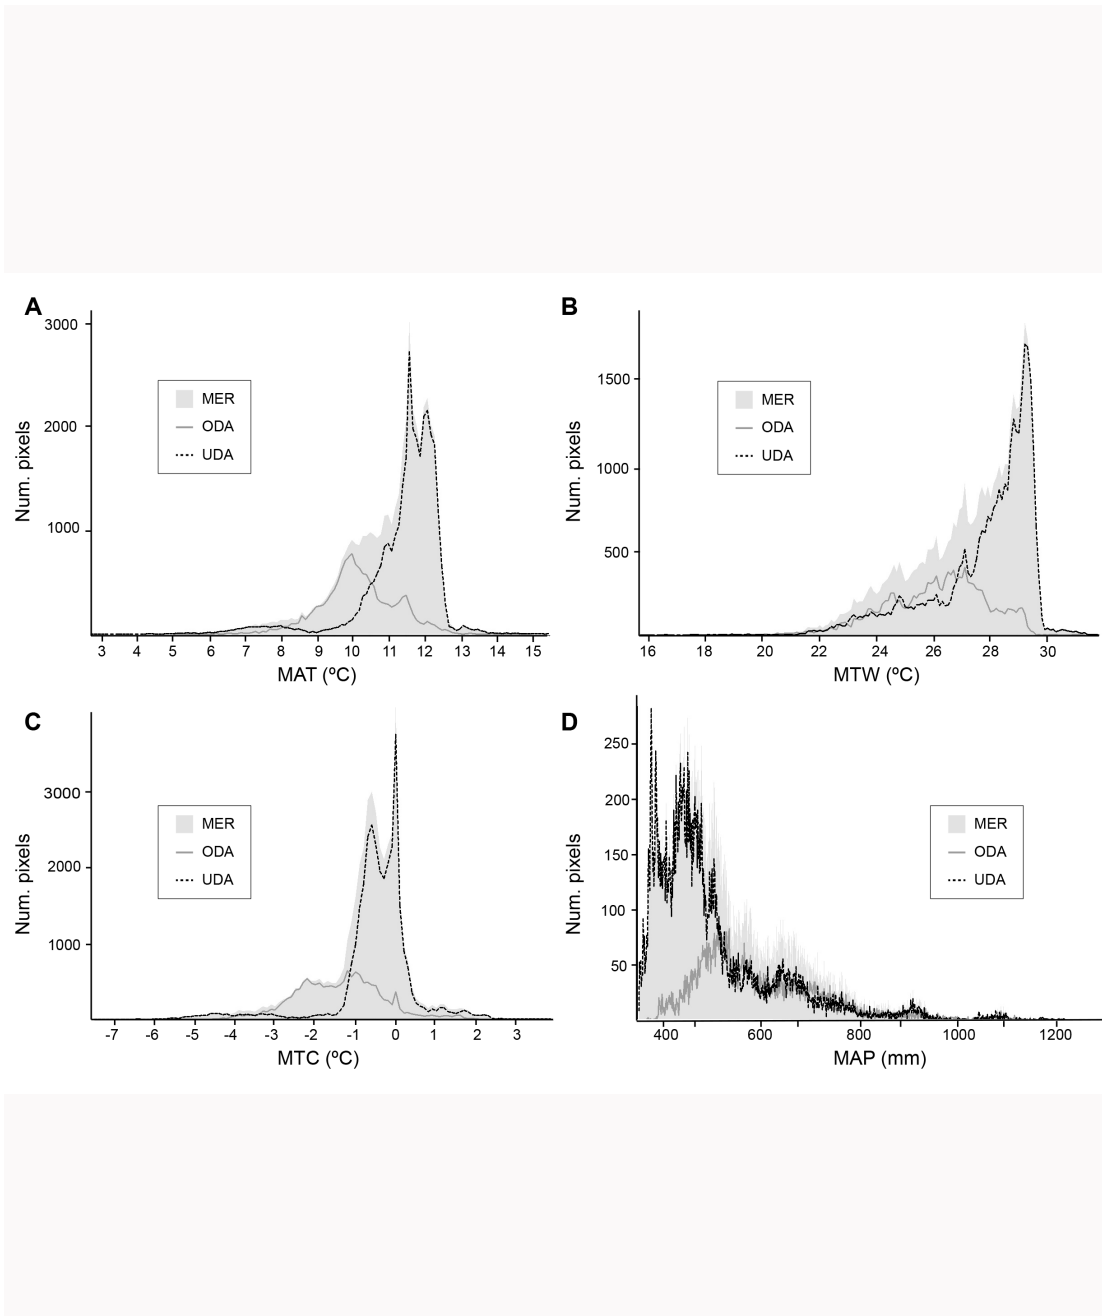 A
3000
2000
1000
Num. pixels
MER
ODA
UDA
3 4 5 6 7 8 9 10 11 12 13 14 15
MAT (ºC)
B
1500
1000
500
Num. pixels
MER
ODA
UDA
16 18 20 22 24 26 28 30
MTW (ºC)
C
3000
2000
1000
Num. pixels
MER
ODA
UDA
-7 -6 -5 -4 -3 -2 -1 0 1 2 3
MTC (ºC)
D
250
200
150
100
50
Num. pixels
MER
ODA
UDA
400 600 800 1000 1200
MAP (mm)